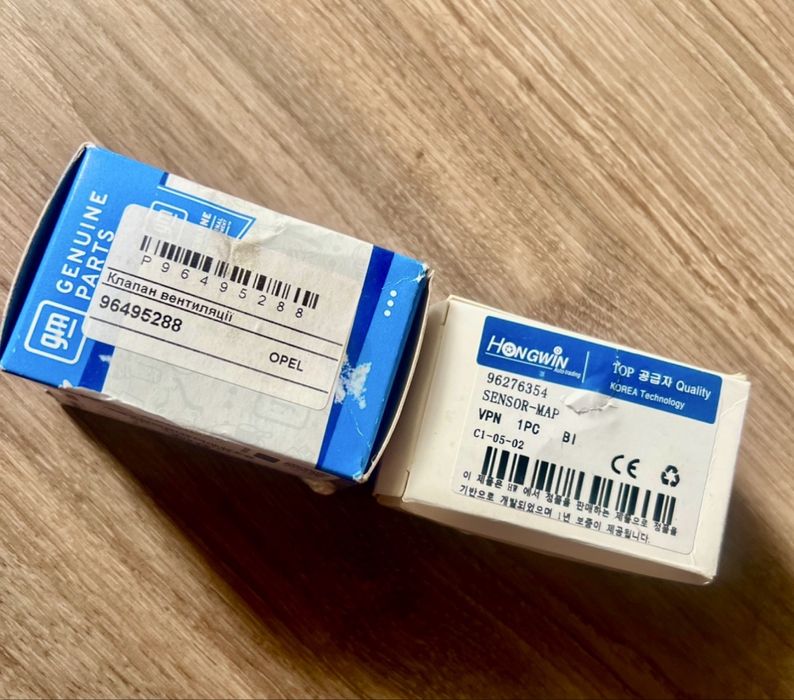 GENUINE
PARTS
gm
P96495288
Клапан вентиляції
96495288
OPEL
HONGWIN
Auto trading
TOP 공급자 Quality
KOREA Technology
96276354
SENSOR-MAP
VPN 1PC BI
C1-05-02
CE
이 제품은 HW 에서 정품을 판매하는 제품으로 정품을
기반으로 개발되었으며 1년 보증이 제공됩니다.